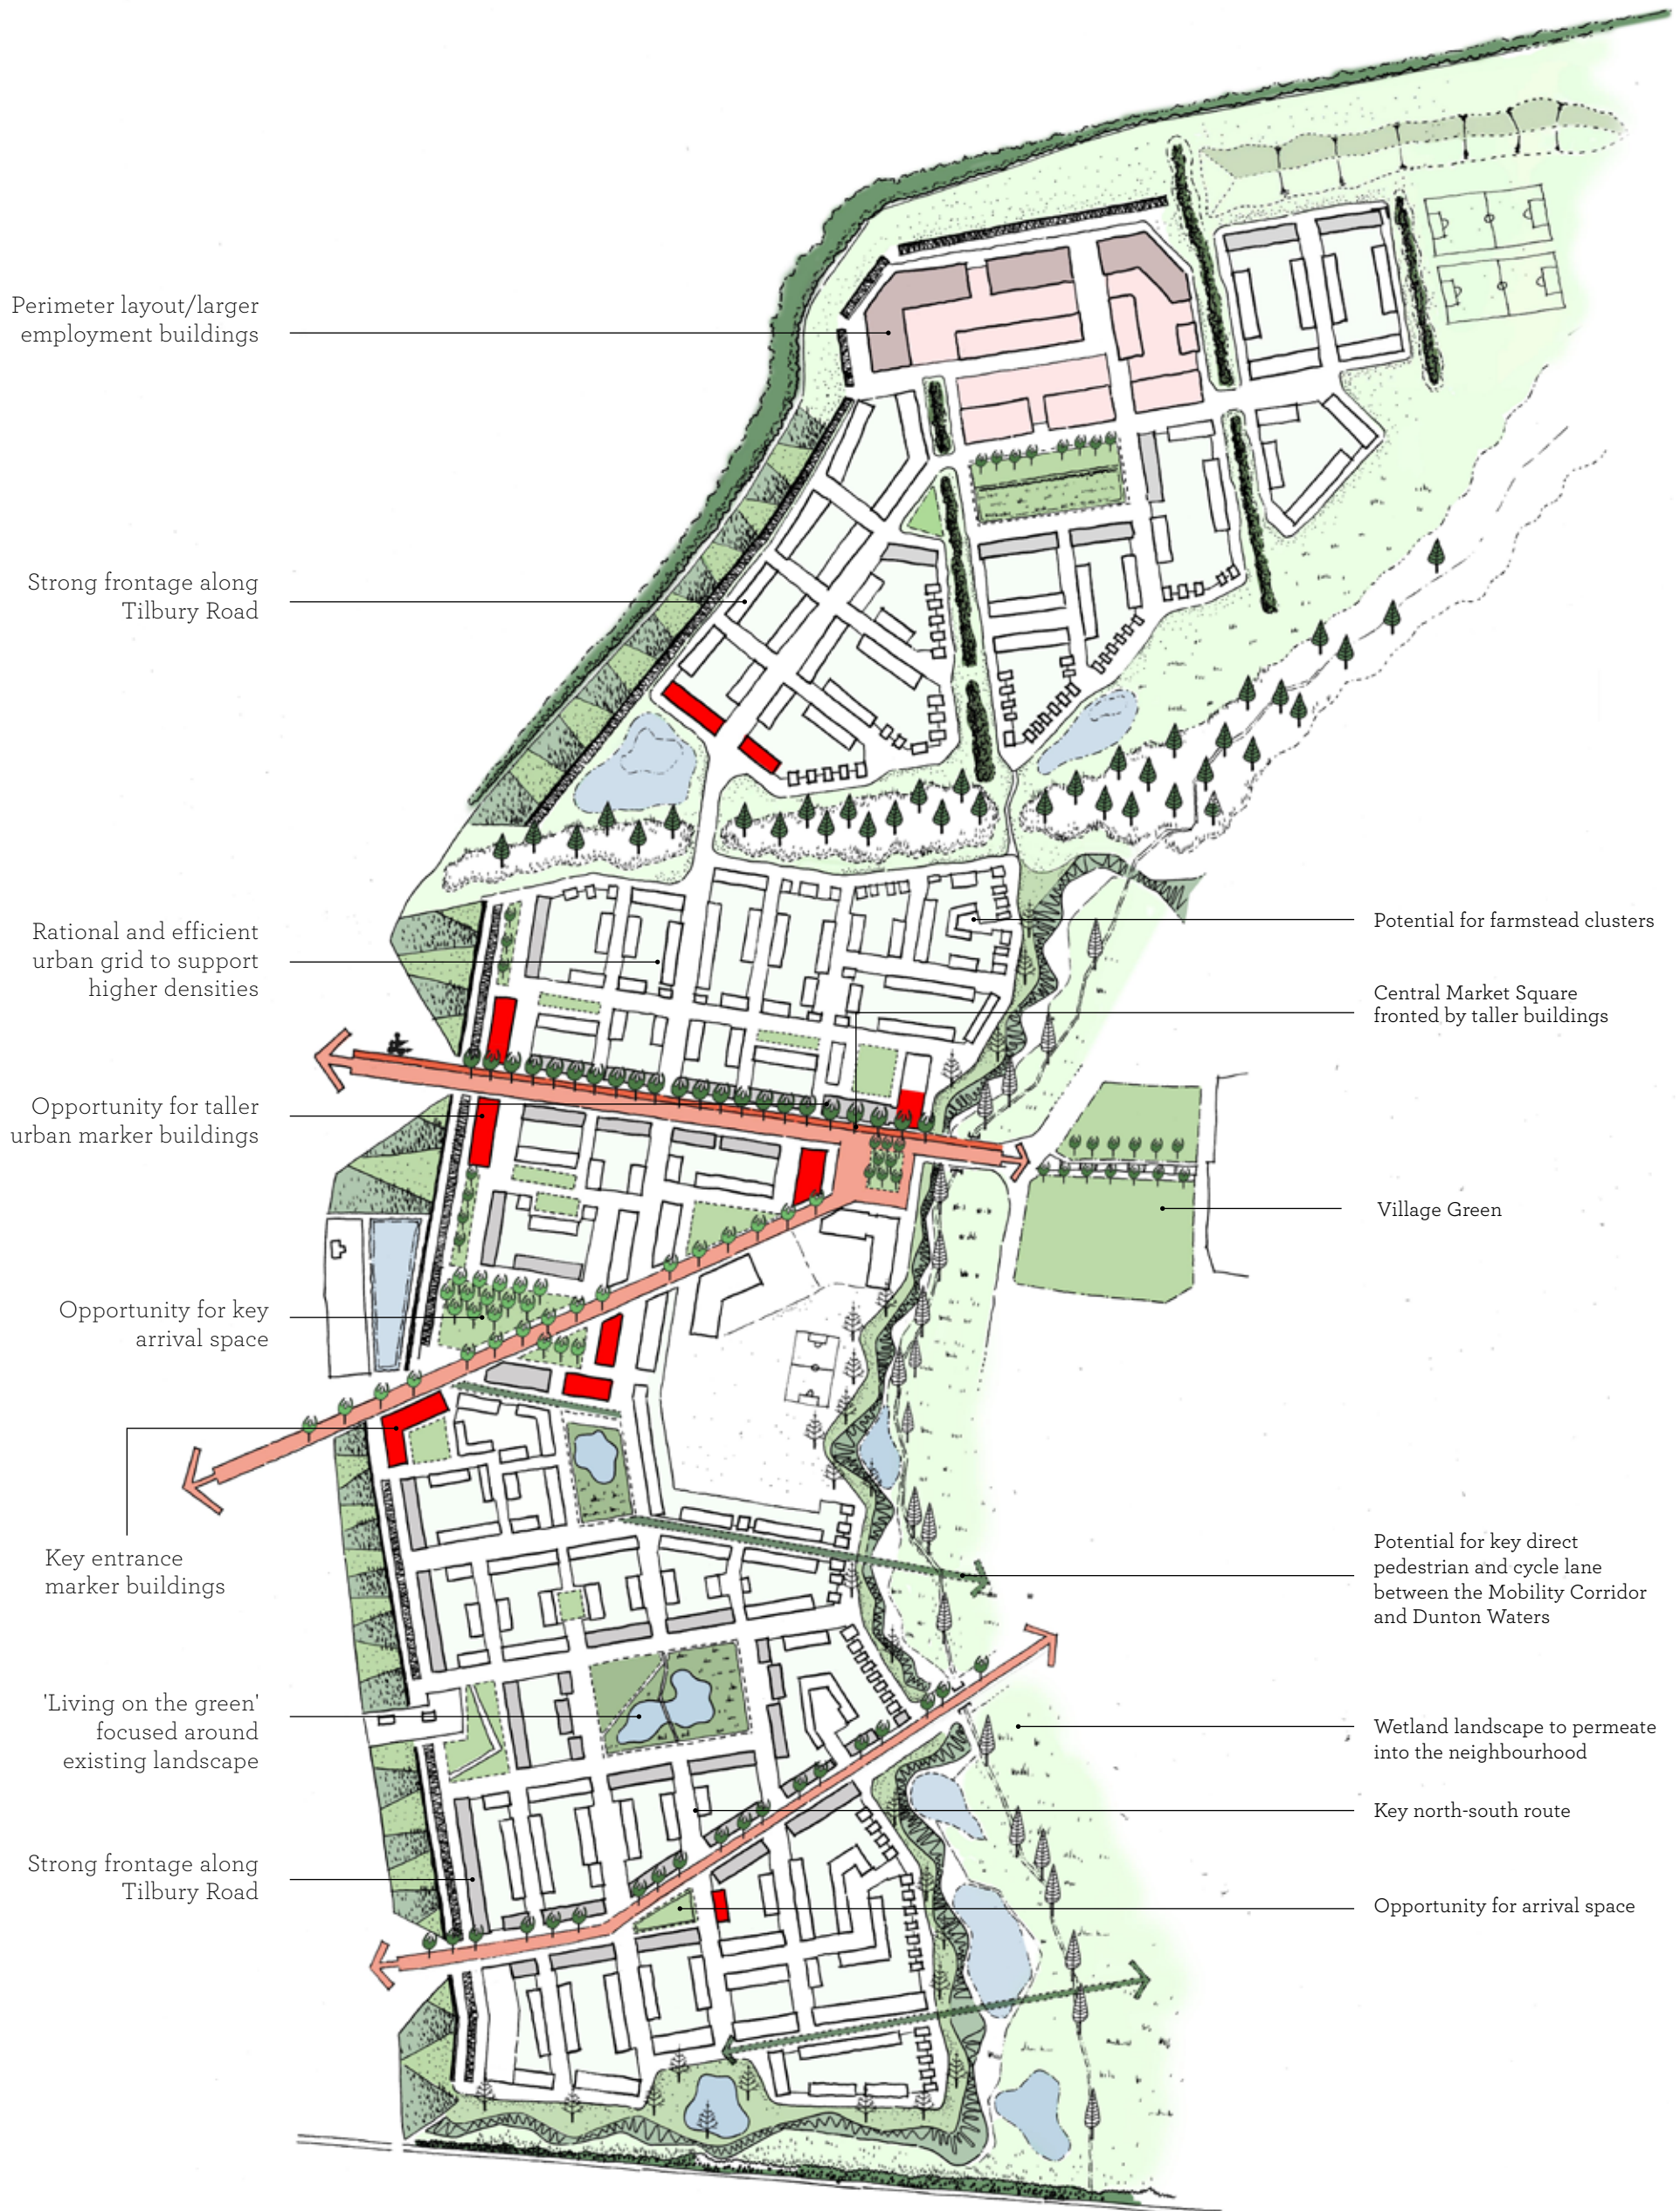 Perimeter layout/larger
employment buildings
Strong frontage along
Tilbury Road
Rational and efficient
urban grid to support
higher densities
Opportunity for taller
urban marker buildings
Opportunity for key
arrival space
Key entrance
marker buildings
'Living on the green'
focused around
existing landscape
Strong frontage along
Tilbury Road
Potential for farmstead clusters
Central Market Square
fronted by taller buildings
Village Green
Potential for key direct
pedestrian and cycle lane
between the Mobility Corridor
and Dunton Waters
Wetland landscape to permeate
into the neighbourhood
Key north-south route
Opportunity for arrival space